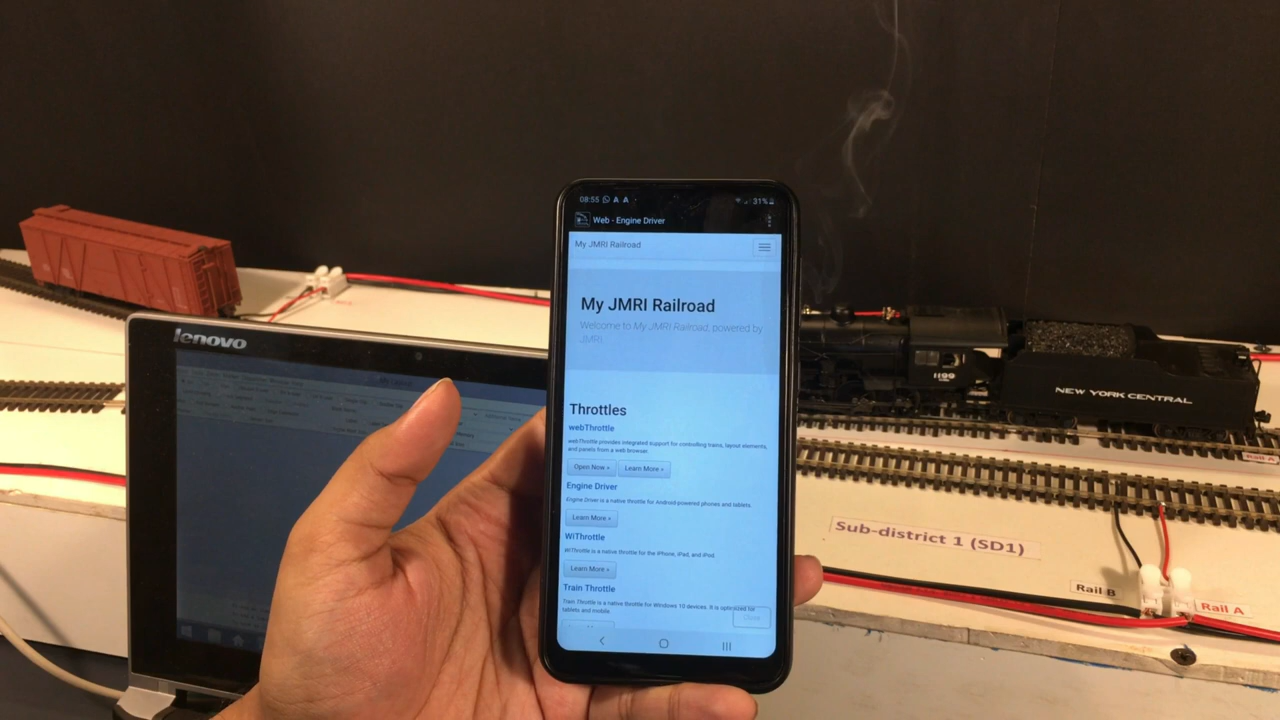 lenovo
08:55 A A 31%
Web - Engine Driver
My JMRI Railroad
My JMRI Railroad
Welcome to My JMRI Railroad, powered by
JMRI.
Throttles
webThrottle
webThrottle provides integrated support for controlling trains, layout elements,
and panels from a web browser.
Open Now » Learn More »
Engine Driver
Engine Driver is a native throttle for Android-powered phones and tablets.
Learn More »
WiThrottle
WiThrottle is a native throttle for the iPhone, iPad, and iPod.
Learn More »
Train Throttle
Train Throttle is a native throttle for Windows 10 devices. It is optimized for
tablets and mobile.
Close
1199
NEW YORK CENTRAL
Rail A
Sub-district 1 (SD1)
Rail B
Rail A